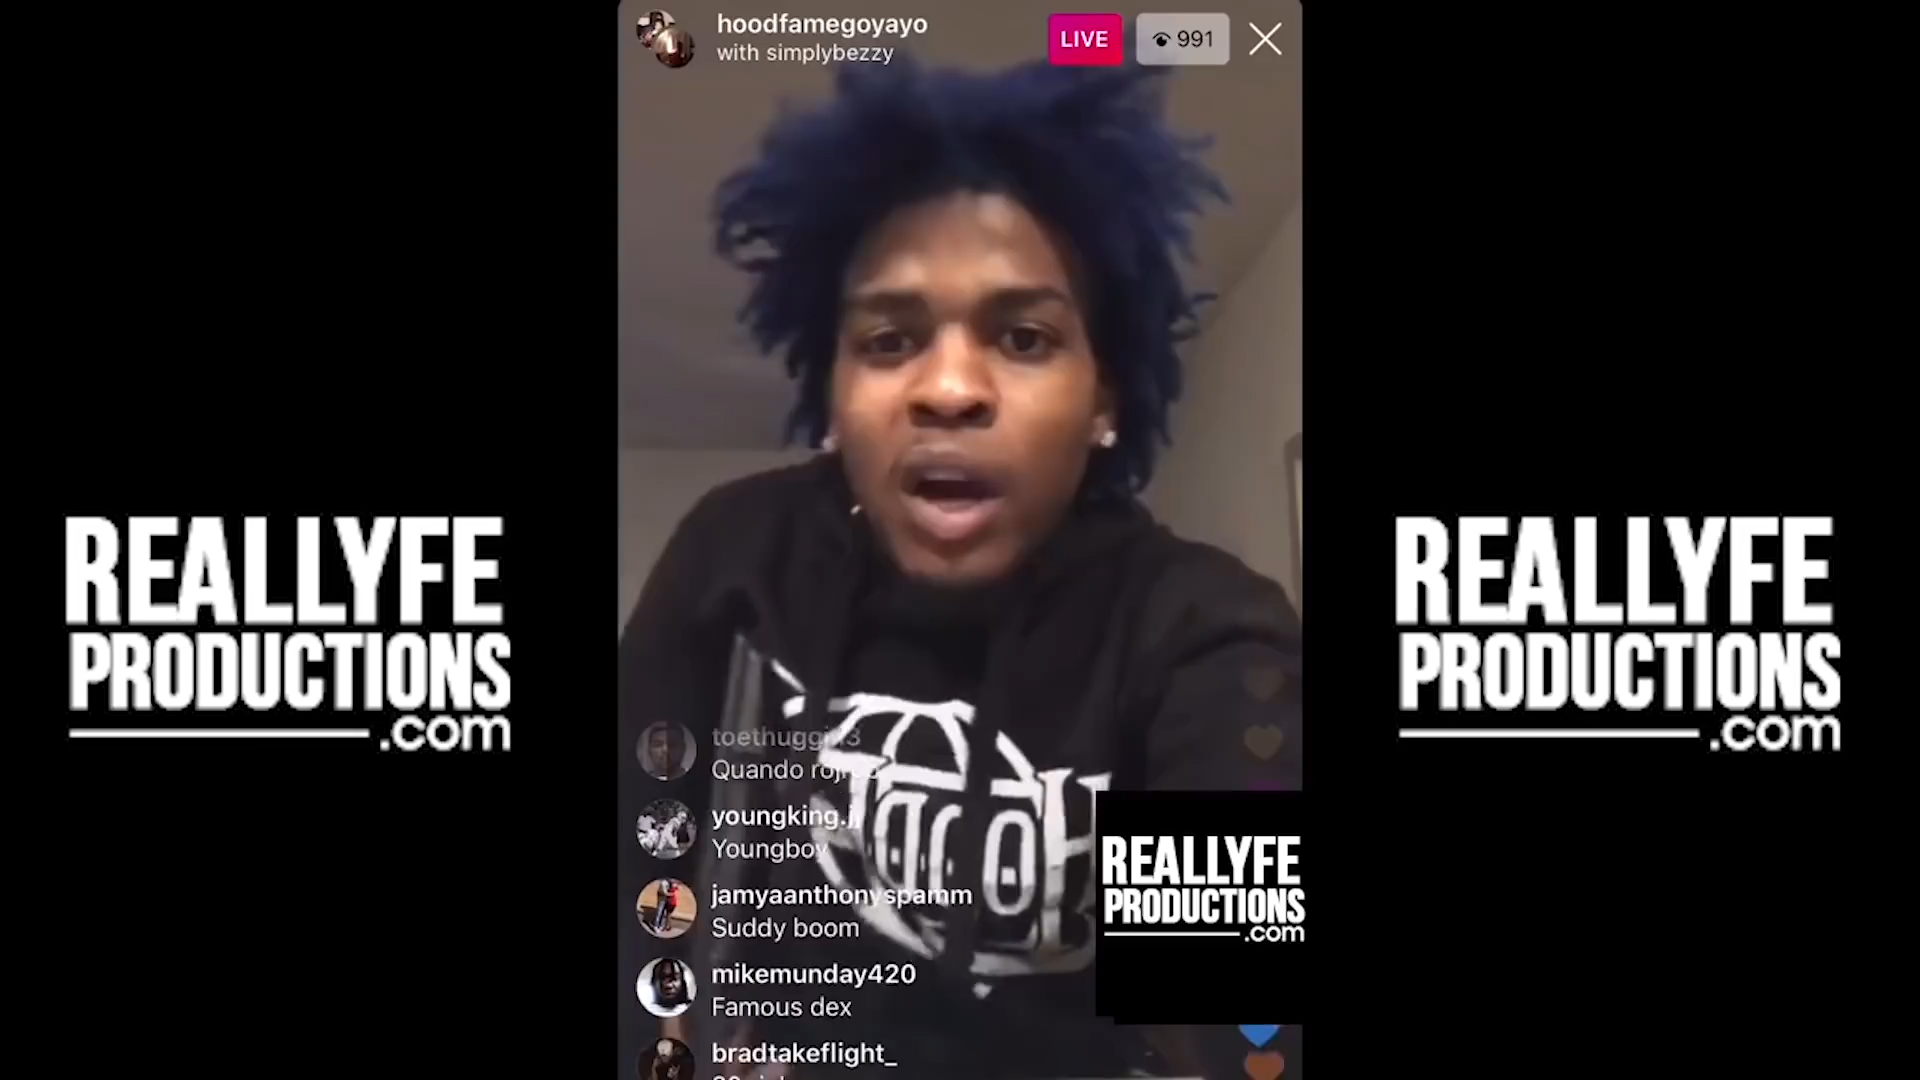 hoodfamegoyayo
with simplybezzy
LIVE
991
REALLYFE
PRODUCTIONS
.com
REALLYFE
PRODUCTIONS
.com
Quando
youngking.j
Youngboy
jamyaanthonyspamm
Suddy boom
mikemunday420
Famous dex
bradtakeflight_
REALLYFE
PRODUCTIONS
.com